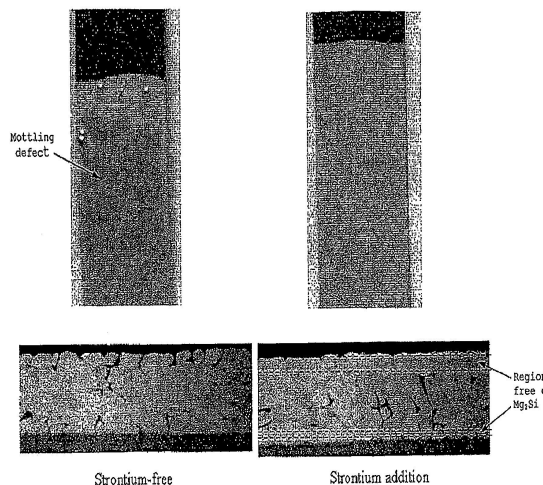 Mottling
defect
Region
free o
Mg₂Si
Strontium-free
Strontium addition